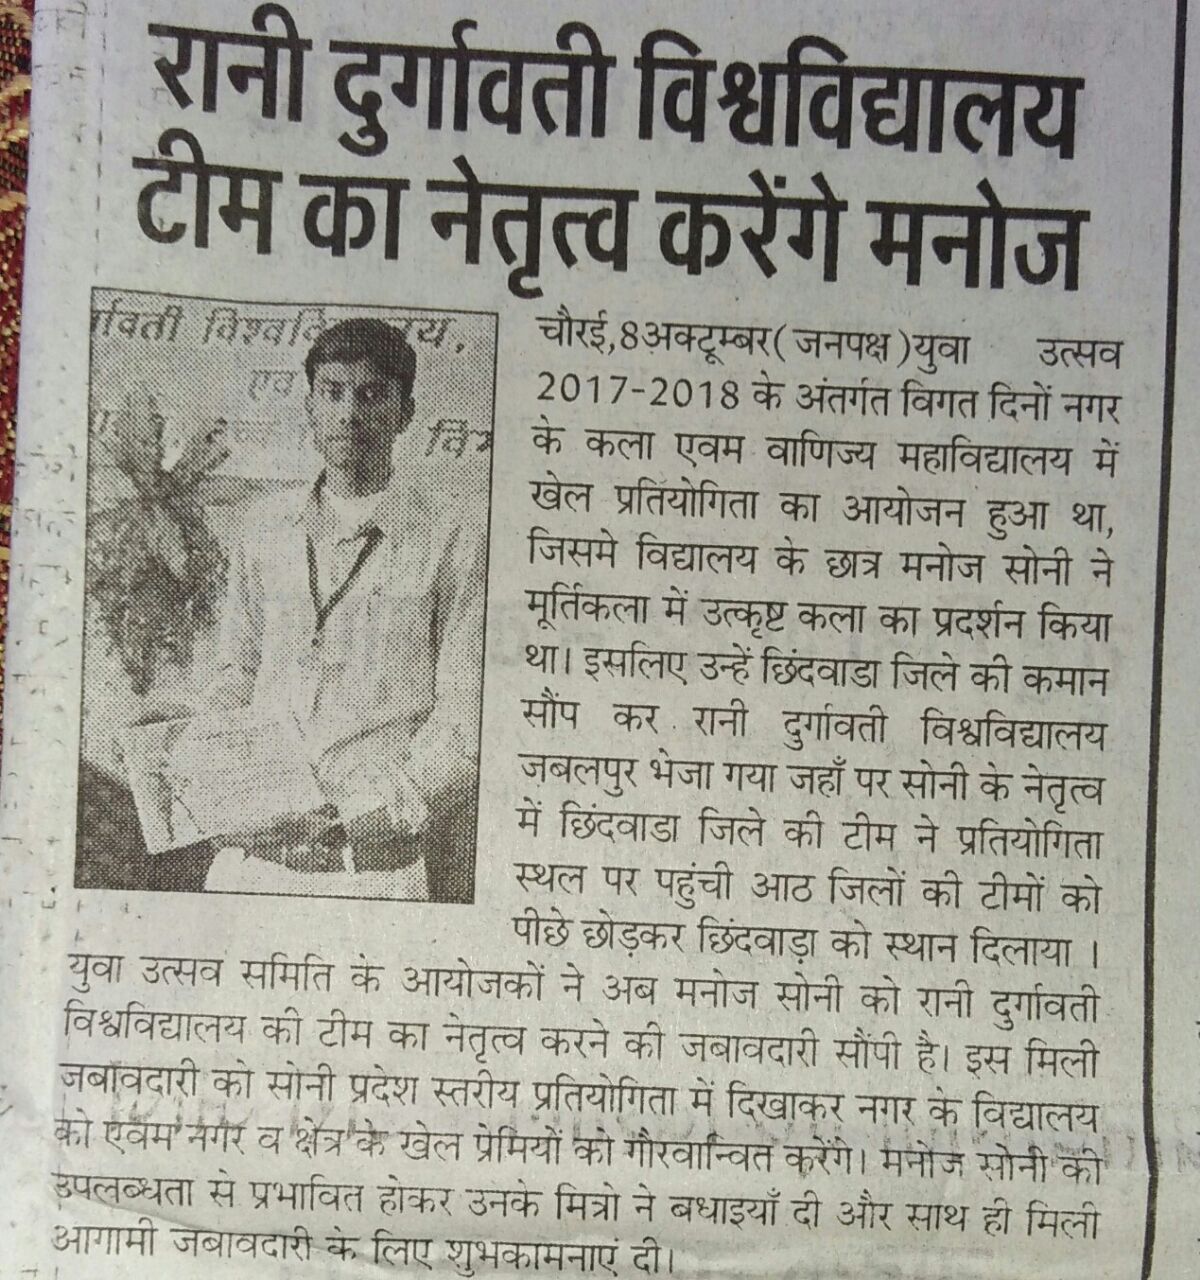 रानी दुर्गावती विश्वविद्यालय
टीम का नेतृत्व करेंगे मनोज
र्गावती विश्ववि लय,
एव
वि
चौरई,8अक्टूम्बर(जनपक्ष)युवा उत्सव
2017-2018 के अंतर्गत विगत दिनों नगर
के कला एवम वाणिज्य महाविद्यालय में
खेल प्रतियोगिता का आयोजन हुआ था,
जिसमे विद्यालय के छात्र मनोज सोनी ने
मूर्तिकला में उत्कृष्ट कला का प्रदर्शन किया
था। इसलिए उन्हें छिंदवाडा जिले की कमान
सौंप कर रानी दुर्गावती विश्वविद्यालय
जबलपुर भेजा गया जहाँ पर सोनी के नेतृत्व
में छिंदवाडा जिले की टीम ने प्रतियोगिता
स्थल पर पहुंची आठ जिलों की टीमों को
पीछे छोड़कर छिंदवाड़ा को स्थान दिलाया ।
युवा उत्सव समिति के आयोजकों ने अब मनोज सोनी को रानी दुर्गावती
विश्वविद्यालय की टीम का नेतृत्व करने की जबावदारी सौंपी है। इस मिली
जबावदारी को सोनी प्रदेश स्तरीय प्रतियोगिता में दिखाकर नगर के विद्यालय
को एवम नगर व क्षेत्र के खेल प्रेमियों को गौरवान्वित करेंगे। मनोज सोनी की
उपलब्धता से प्रभावित होकर उनके मित्रो ने बधाइयाँ दी और साथ ही मिली
आगामी जबावदारी के लिए शुभकामनाएं दी।